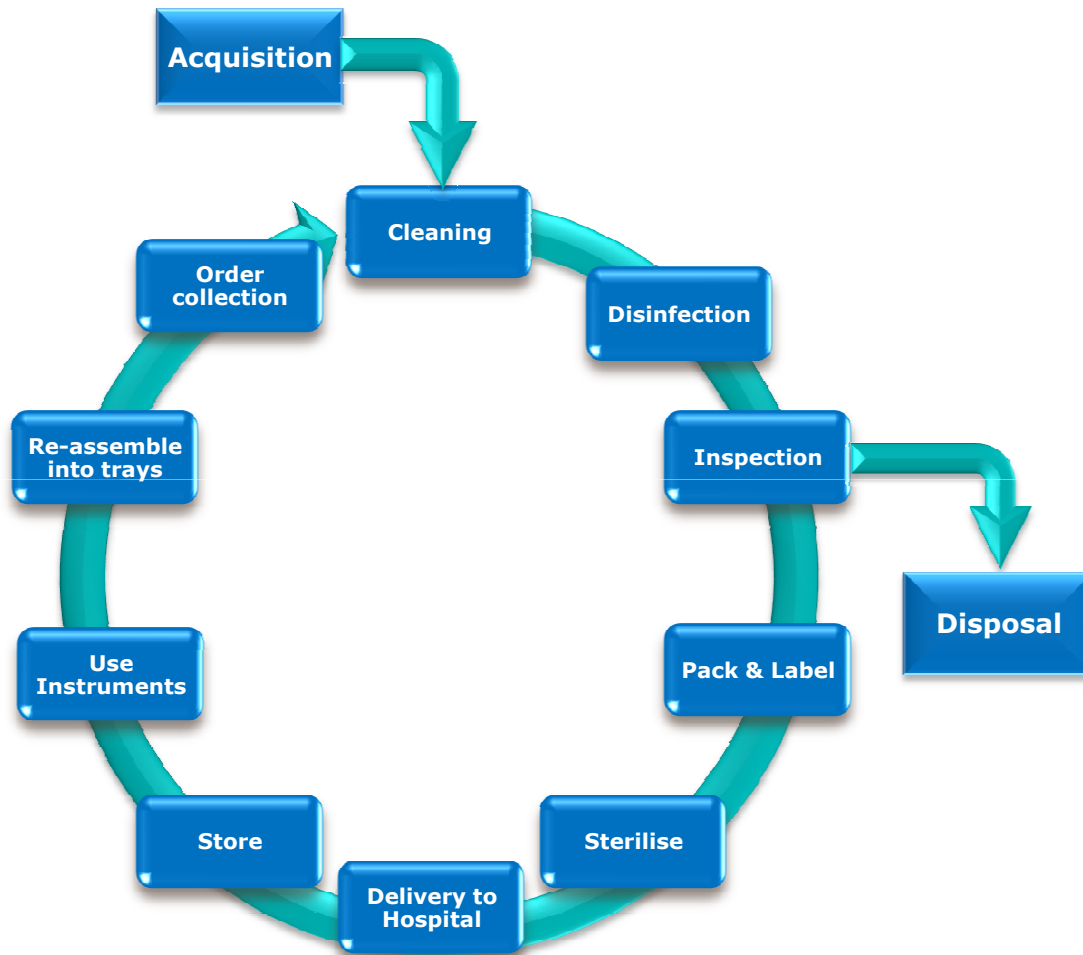 Acquisition
Cleaning
Disinfection
Inspection
Disposal
Pack & Label
Sterilise
Delivery to
Hospital
Store
Use
Instruments
Re-assemble
into trays
Order
collection